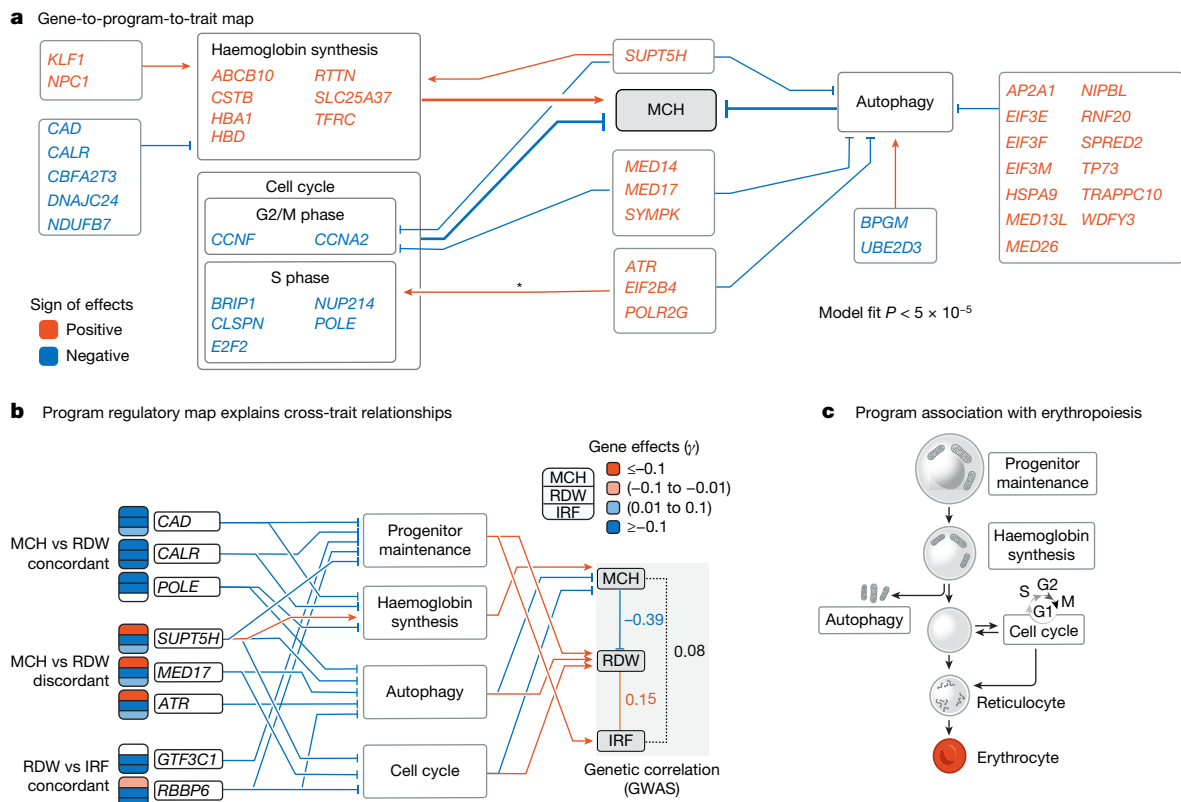 a Gene-to-program-to-trait map
KLF1
NPC1
CAD
CALR
CBFA2T3
DNAJC24
NDUFB7
Haemoglobin synthesis
ABCB10 RTTN
CSTB SLC25A37
HBA1 TFRC
HBD
Cell cycle
G2/M phase
CCNF CCNA2
S phase
BRIP1 NUP214
CLSPN POLE
E2F2
SUPT5H
MCH
MED14
MED17
SYMPK
*
ATR
EIF2B4
POLR2G
Autophagy
BPGM
UBE2D3
AP2A1 NIPBL
EIF3E RNF20
EIF3F SPRED2
EIF3M TP73
HSPA9 TRAPPC10
MED13L WDFY3
MED26
Model fit P < 5 × 10⁻⁵
Sign of effects
Positive
Negative
b Program regulatory map explains cross-trait relationships
Gene effects (γ)
MCH
RDW
IRF
≤−0.1
(−0.1 to −0.01)
(0.01 to 0.1)
≥−0.1
MCH vs RDW
concordant
CAD
CALR
POLE
MCH vs RDW
discordant
SUPT5H
MED17
ATR
RDW vs IRF
concordant
GTF3C1
RBBP6
Progenitor
maintenance
Haemoglobin
synthesis
Autophagy
Cell cycle
MCH
−0.39
RDW
0.08
0.15
IRF
Genetic correlation
(GWAS)
c Program association with erythropoiesis
Progenitor
maintenance
Haemoglobin
synthesis
Autophagy
S G2
G1 M
Cell cycle
Reticulocyte
Erythrocyte